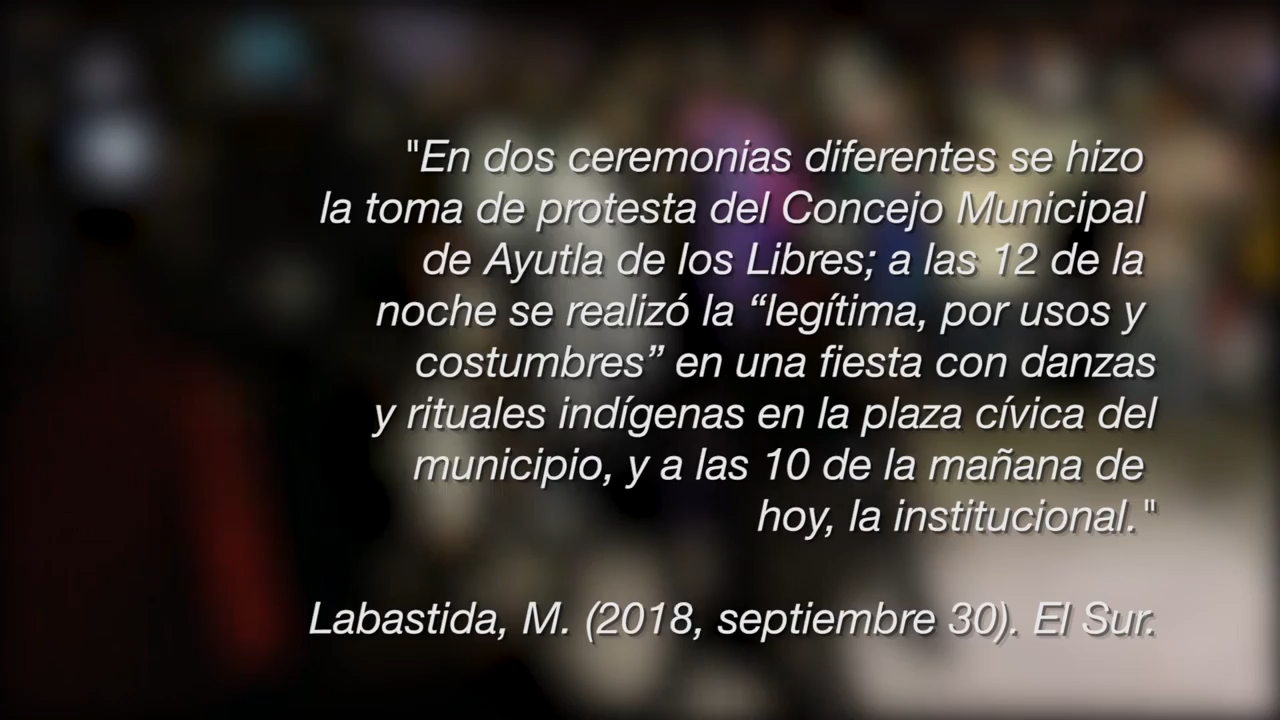 "En dos ceremonias diferentes se hizo
la toma de protesta del Concejo Municipal
de Ayutla de los Libres; a las 12 de la
noche se realizó la “legítima, por usos y
costumbres” en una fiesta con danzas
y rituales indígenas en la plaza cívica del
municipio, y a las 10 de la mañana de
hoy, la institucional."
Labastida, M. (2018, septiembre 30). El Sur.